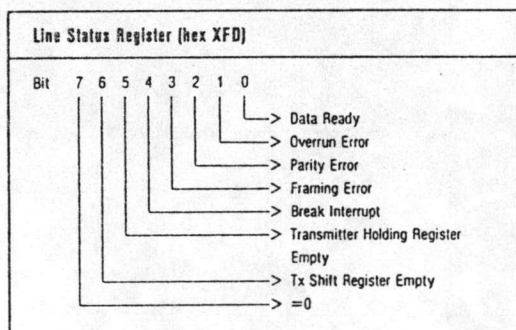 Line Status Register (hex XFD)
Bit 7 6 5 4 3 2 1 0
> Data Ready
> Overrun Error
> Parity Error
> Framing Error
> Break Interrupt
> Transmitter Holding Register
Empty
> Tx Shift Register Empty
> =0